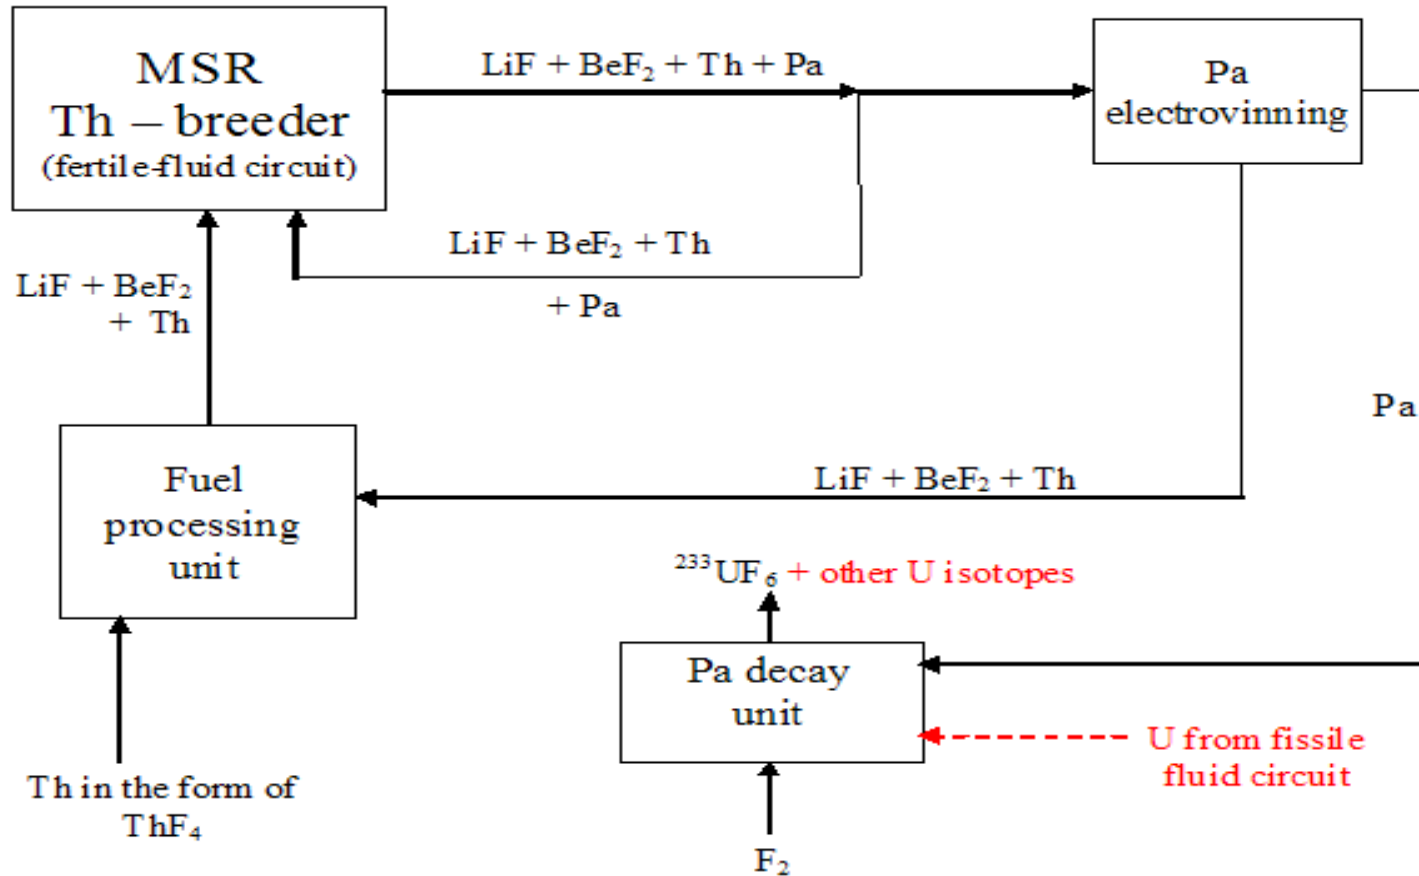 MSR
Th – breeder
(fertile-fluid circuit)
LiF + BeF₂ + Th + Pa
Pa
electrovinning
LiF + BeF₂ + Th
+ Pa
LiF + BeF₂
+ Th
Pa
Fuel
processing
unit
LiF + BeF₂ + Th
²³³UF₆ + other U isotopes
Pa decay
unit
U from fissile
fluid circuit
Th in the form of
ThF₄
F₂